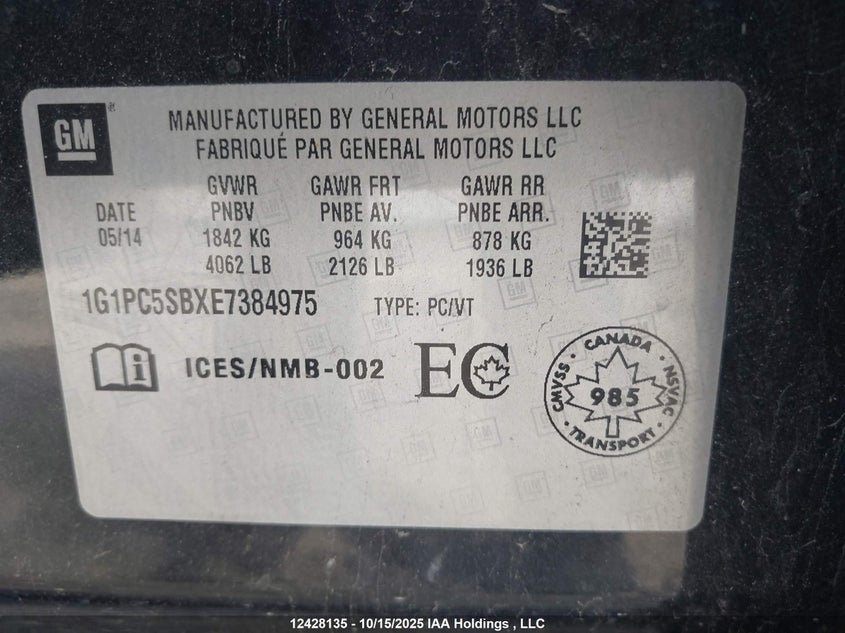 GM ®
MANUFACTURED BY GENERAL MOTORS LLC
FABRIQUÉ PAR GENERAL MOTORS LLC
GVWR GAWR FRT GAWR RR
DATE PNBV PNBE AV. PNBE ARR.
05/14 1842 KG 964 KG 878 KG
4062 LB 2126 LB 1936 LB
1G1PC5SBXE7384975 TYPE: PC/VT
i ICES/NMB-002 EC
CMVSS • CANADA • NSVAC • TRANSPORT •
985
12428135 - 10/15/2025 IAA Holdings , LLC